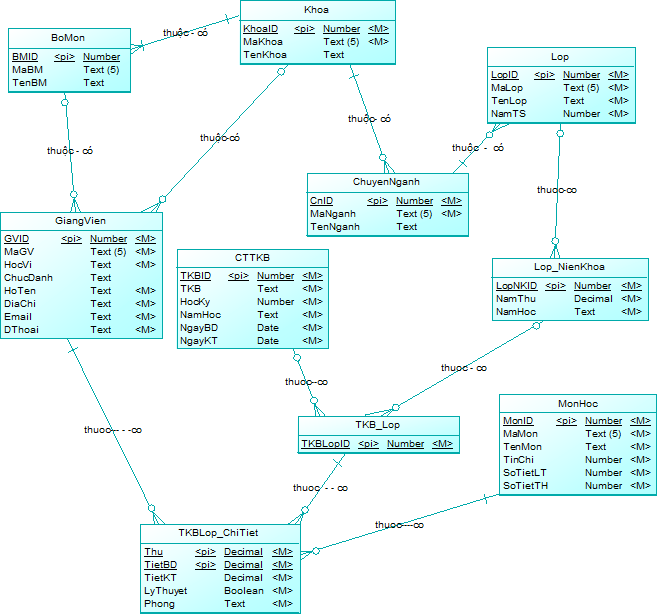 Khoa
KhoaID <pi> Number <M>
MaKhoa Text (5) <M>
TenKhoa Text
thuộc - có
BoMon
BMID <pi> Number
MaBM Text (5)
TenBM Text
Lop
LopID <pi> Number <M>
MaLop Text (5) <M>
TenLop Text <M>
NamTS Number <M>
thuộc - có
thuộc-có
thuộc- có
thuộc - có
ChuyenNganh
CnID <pi> Number <M>
MaNganh Text (5) <M>
TenNganh Text
thuoc-co
GiangVien
GVID <pi> Number <M>
MaGV Text (5) <M>
HocVi Text <M>
ChucDanh Text
HoTen Text <M>
DiaChi Text <M>
Email Text <M>
DThoai Text <M>
CTTKB
TKBID <pi> Number <M>
TKB Text <M>
HocKy Number <M>
NamHoc Text <M>
NgayBD Date <M>
NgayKT Date <M>
Lop_NienKhoa
LopNKID <pi> Number <M>
NamThu Decimal <M>
NamHoc Text <M>
thuoc - co
thuoc--co
TKB_Lop
TKBLopID <pi> Number <M>
MonHoc
MonID <pi> Number <M>
MaMon Text (5) <M>
TenMon Text <M>
TinChi Number <M>
SoTietLT Number <M>
SoTietTH Number <M>
thuoc--- - -co
thuoc - - co
thuoc----co
TKBLop_ChiTiet
Thu <pi> Decimal <M>
TietBD <pi> Decimal <M>
TietKT Decimal <M>
LyThuyet Boolean <M>
Phong Text <M>